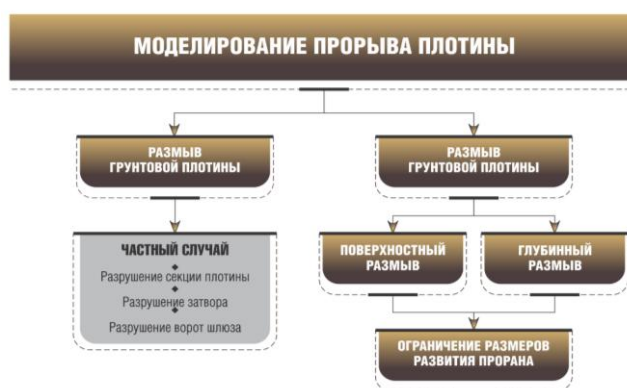 МОДЕЛИРОВАНИЕ ПРОРЫВА ПЛОТИНЫ
РАЗМЫВ
ГРУНТОВОЙ ПЛОТИНЫ
РАЗМЫВ
ГРУНТОВОЙ ПЛОТИНЫ
ЧАСТНЫЙ СЛУЧАЙ
Разрушение секции плотины
Разрушение затвора
Разрушение ворот шлюза
ПОВЕРХНОСТНЫЙ
РАЗМЫВ
ГЛУБИННЫЙ
РАЗМЫВ
ОГРАНИЧЕНИЕ РАЗМЕРОВ
РАЗВИТИЯ ПРОРАНА